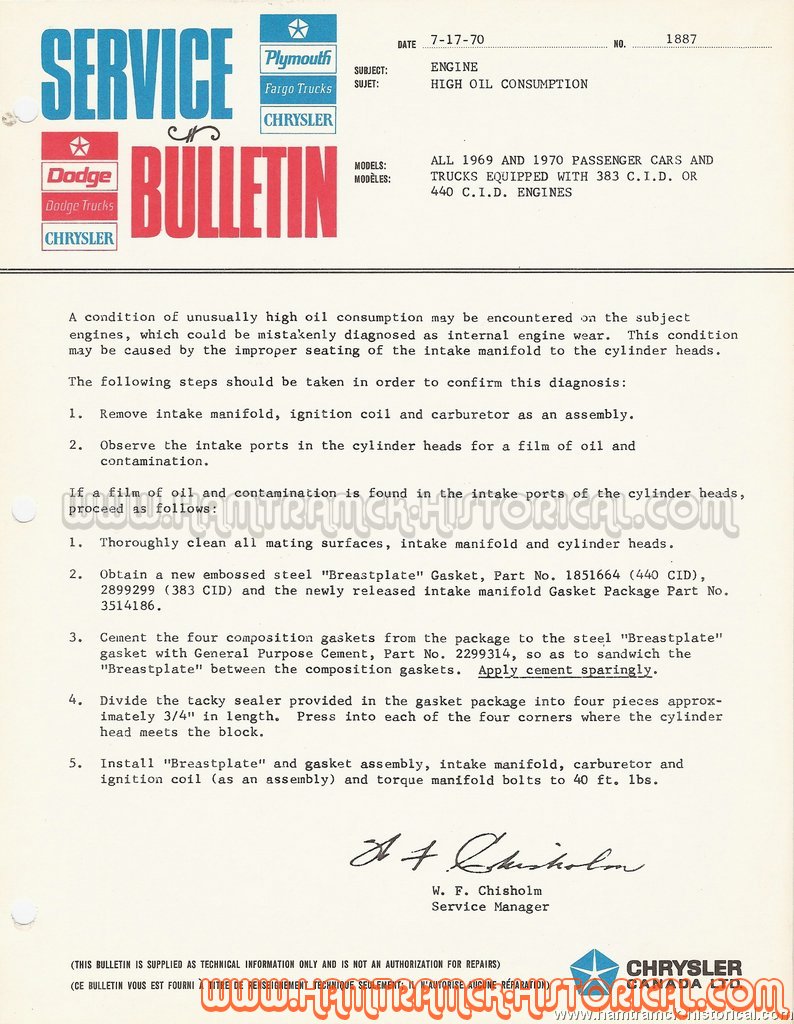 SERVICE
BULLETIN
Plymouth
Fargo Trucks
CHRYSLER
Dodge
Dodge Trucks
CHRYSLER
DATE 7-17-70 NO. 1887
SUBJECT: ENGINE
SUJET: HIGH OIL CONSUMPTION
MODELS: ALL 1969 AND 1970 PASSENGER CARS AND
MODÈLES: TRUCKS EQUIPPED WITH 383 C.I.D. OR
440 C.I.D. ENGINES
A condition of unusually high oil consumption may be encountered on the subject
engines, which could be mistakenly diagnosed as internal engine wear. This condition
may be caused by the improper seating of the intake manifold to the cylinder heads.
The following steps should be taken in order to confirm this diagnosis:
1. Remove intake manifold, ignition coil and carburetor as an assembly.
2. Observe the intake ports in the cylinder heads for a film of oil and
contamination.
If a film of oil and contamination is found in the intake ports of the cylinder heads,
proceed as follows:
www.Hamtramck-Historical.com
1. Thoroughly clean all mating surfaces, intake manifold and cylinder heads.
2. Obtain a new embossed steel "Breastplate" Gasket, Part No. 1851664 (440 CID),
2899299 (383 CID) and the newly released intake manifold Gasket Package Part No.
3514186.
3. Cement the four composition gaskets from the package to the steel "Breastplate"
gasket with General Purpose Cement, Part No. 2299314, so as to sandwich the
"Breastplate" between the composition gaskets. Apply cement sparingly.
4. Divide the tacky sealer provided in the gasket package into four pieces approx-
imately 3/4" in length. Press into each of the four corners where the cylinder
head meets the block.
5. Install "Breastplate" and gasket assembly, intake manifold, carburetor and
ignition coil (as an assembly) and torque manifold bolts to 40 ft. lbs.
W F Chisholm
W. F. Chisholm
Service Manager
(THIS BULLETIN IS SUPPLIED AS TECHNICAL INFORMATION ONLY AND IS NOT AN AUTHORIZATION FOR REPAIRS)
(CE BULLETIN VOUS EST FOURNI À TITRE DE RENSEIGNEMENT TECHNIQUE SEULEMENT; IL N'AUTORISE AUCUNE RÉPARATION)
CHRYSLER
CANADA LTD.
www.Hamtramck-Historical.com
www.hamtramck-historical.com